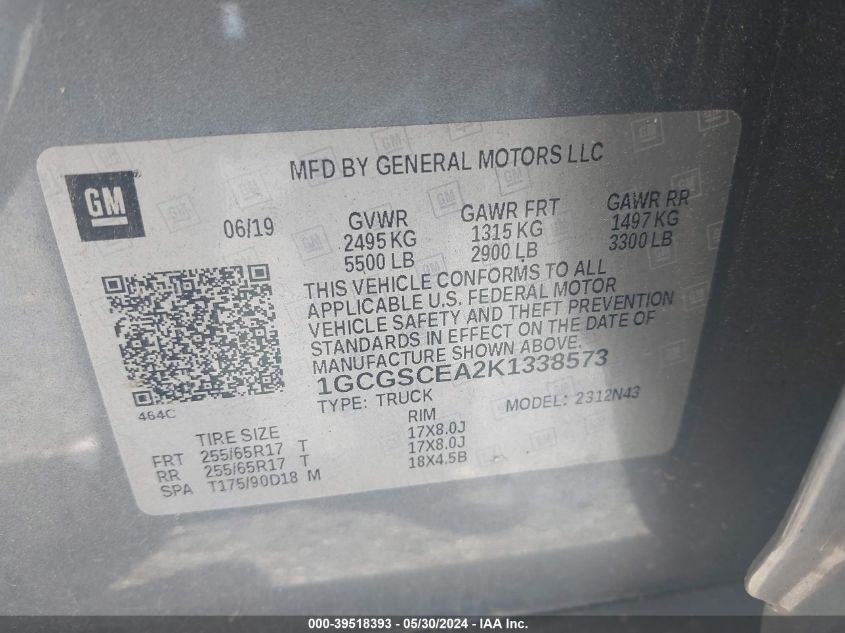 MFD BY GENERAL MOTORS LLC
GM
06/19 GVWR GAWR FRT GAWR RR
2495 KG 1315 KG 1497 KG
5500 LB 2900 LB 3300 LB
THIS VEHICLE CONFORMS TO ALL
APPLICABLE U.S. FEDERAL MOTOR
VEHICLE SAFETY AND THEFT PREVENTION
STANDARDS IN EFFECT ON THE DATE OF
MANUFACTURE SHOWN ABOVE.
1GCGSCEA2K1338573
464C
TYPE: TRUCK MODEL: 2312N43
TIRE SIZE RIM
FRT 255/65R17 T 17X8.0J
RR 255/65R17 T 17X8.0J
SPA T175/90D18 M 18X4.5B
000-39518393 - 05/30/2024 - IAA Inc.